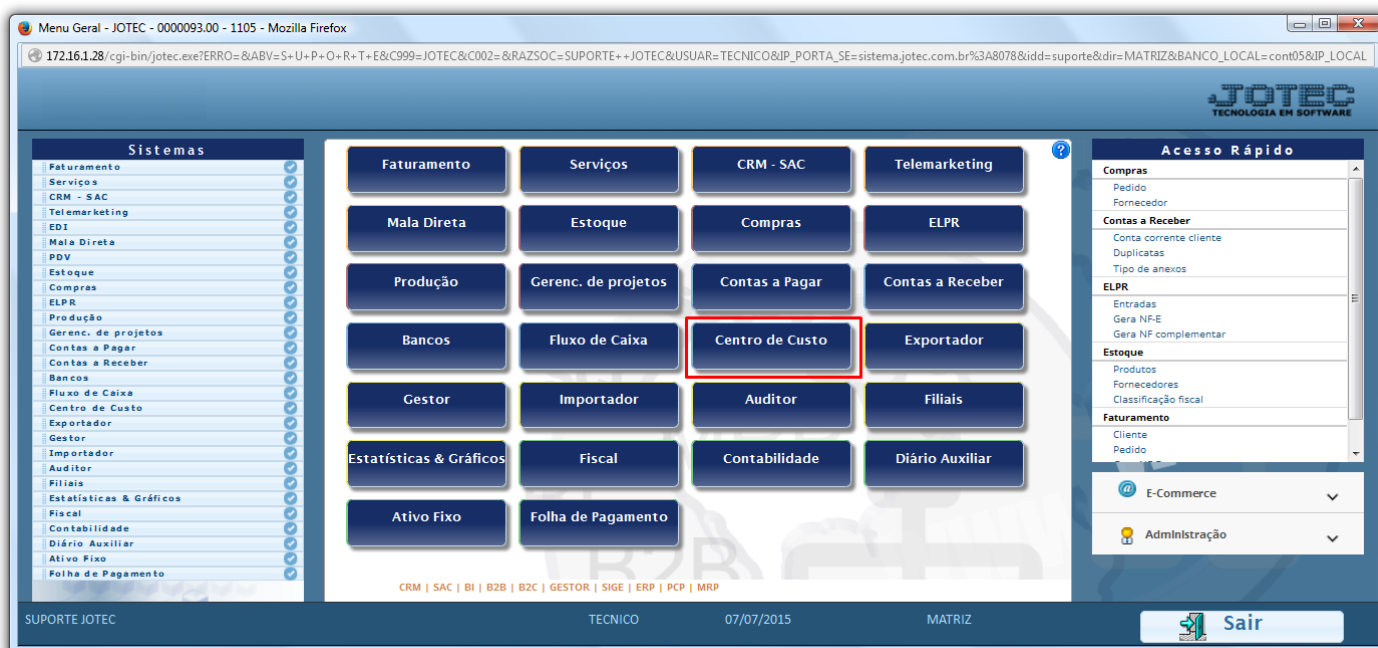 Menu Geral - JOTEC - 0000093.00 - 1105 - Mozilla Firefox
172.16.1.28/cgi-bin/jotec.exe?ERRO=&ABV=S+U+P+O+R+T+E&C999=JOTEC&C002=&RAZSOC=SUPORTE++JOTEC&USUAR=TECNICO&IP_PORTA_SE=sistema.jotec.com.br%3A8078&idd=suporte&dir=MATRIZ&BANCO_LOCAL=cont05&IP_LOCAL
JOTEC
TECNOLOGIA EM SOFTWARE
Sistemas
Faturamento
Serviços
CRM - SAC
Telemarketing
EDI
Mala Direta
PDV
Estoque
Compras
ELPR
Produção
Gerenc. de projetos
Contas a Pagar
Contas a Receber
Bancos
Fluxo de Caixa
Centro de Custo
Exportador
Gestor
Importador
Auditor
Filiais
Estatísticas & Gráficos
Fiscal
Contabilidade
Diário Auxiliar
Ativo Fixo
Folha de Pagamento
Faturamento Serviços CRM - SAC Telemarketing
Mala Direta Estoque Compras ELPR
Produção Gerenc. de projetos Contas a Pagar Contas a Receber
Bancos Fluxo de Caixa Centro de Custo Exportador
Gestor Importador Auditor Filiais
Estatísticas & Gráficos Fiscal Contabilidade Diário Auxiliar
Ativo Fixo Folha de Pagamento
B2B
CRM | SAC | BI | B2B | B2C | GESTOR | SIGE | ERP | PCP | MRP
Acesso Rápido
Compras
Pedido
Fornecedor
Contas a Receber
Conta corrente cliente
Duplicatas
Tipo de anexos
ELPR
Entradas
Gera NF-E
Gera NF complementar
Estoque
Produtos
Fornecedores
Classificação fiscal
Faturamento
Cliente
Pedido
E-Commerce
Administração
SUPORTE JOTEC TECNICO 07/07/2015 MATRIZ Sair